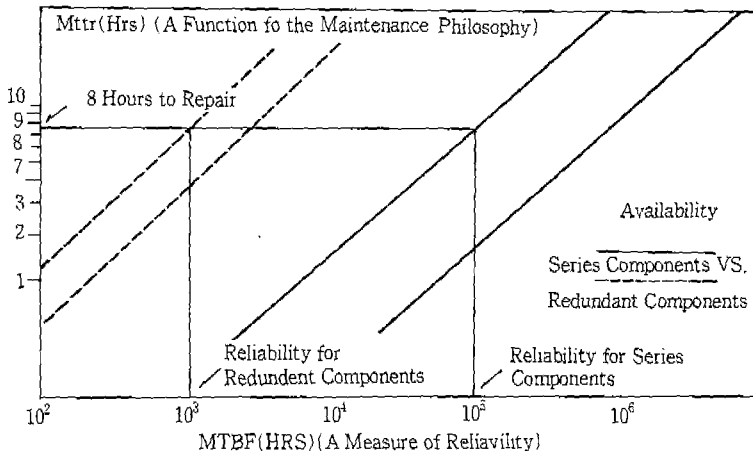 Mttr(Hrs) (A Function fo the Maintenance Philosophy)
10
9
8
7
3
2
1
8 Hours to Repair
Availability
Series Components VS.
Redundant Components
Reliability for
Redundent Components
Reliability for Series
Components
10² 10³ 10⁴ 10⁵ 10⁶
MTBF(HRS)(A Measure of Reliavility)